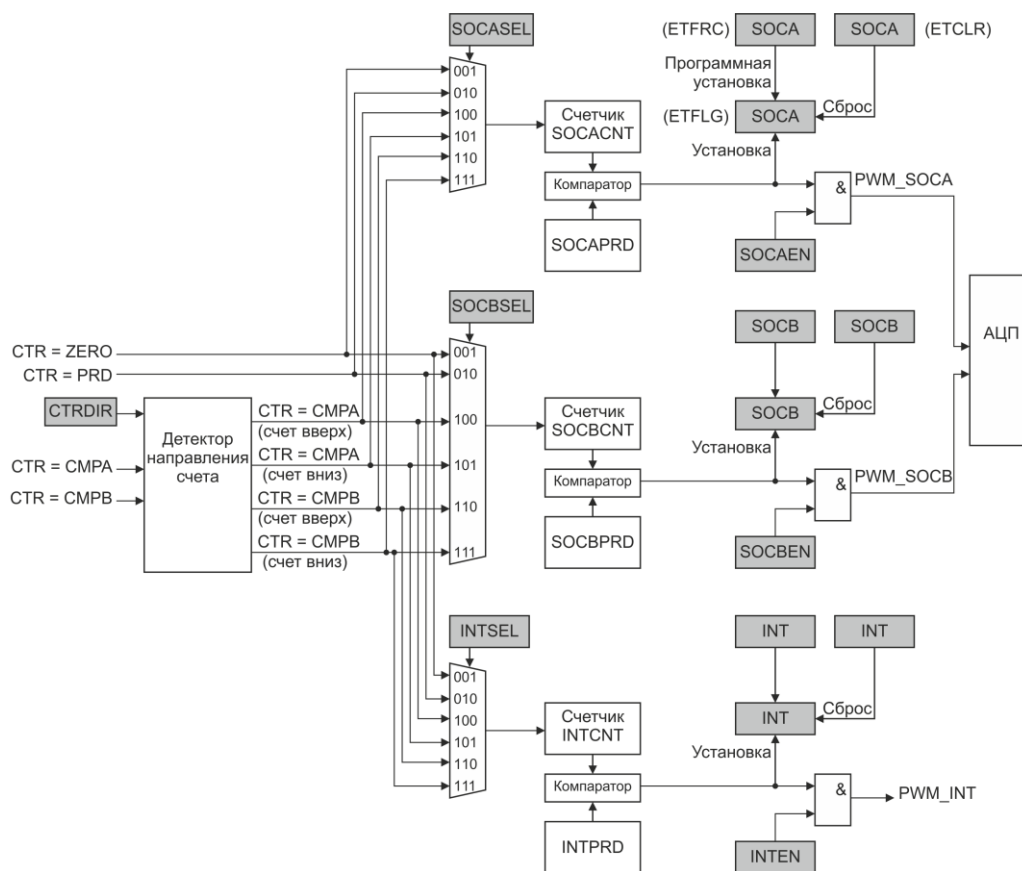 SOCASEL
(ETFRC)
SOCA
SOCA
(ETCLR)
001
010
100
101
110
111
Программная
установка
Счетчик
SOCACNT
(ETFLG)
SOCA
Сброс
Установка
Компаратор
&
PWM_SOCA
SOCAPRD
SOCAEN
SOCBSEL
SOCB
SOCB
АЦП
CTR = ZERO
CTR = PRD
001
010
100
101
110
111
CTRDIR
CTR = CMPA
CTR = CMPB
Детектор
направления
счета
CTR = CMPA
(счет вверх)
CTR = CMPA
(счет вниз)
CTR = CMPB
(счет вверх)
CTR = CMPB
(счет вниз)
Счетчик
SOCBCNT
SOCB
Сброс
Установка
Компаратор
&
PWM_SOCB
SOCBPRD
SOCBEN
INTSEL
INT
INT
001
010
100
101
110
111
Счетчик
INTCNT
INT
Сброс
Установка
Компаратор
&
PWM_INT
INTPRD
INTEN